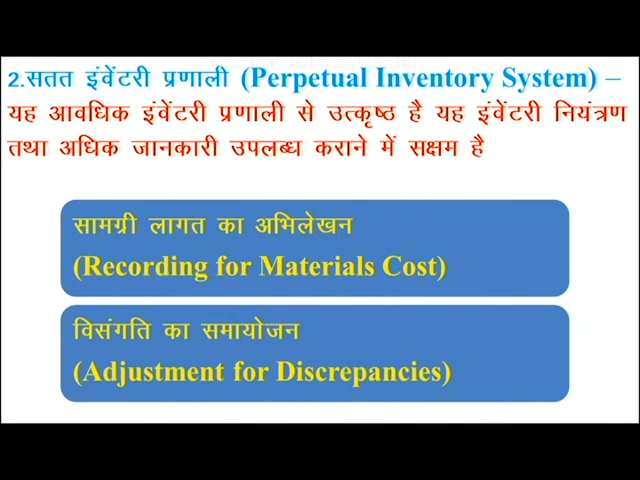 2.सतत इंवेंटरी प्रणाली (Perpetual Inventory System) –
यह आवधिक इंवेंटरी प्रणाली से उत्कृष्ठ है यह इंवेंटरी नियंत्रण
तथा अधिक जानकारी उपलब्ध कराने में सक्षम है
सामग्री लागत का अभिलेखन
(Recording for Materials Cost)
विसंगति का समायोजन
(Adjustment for Discrepancies)